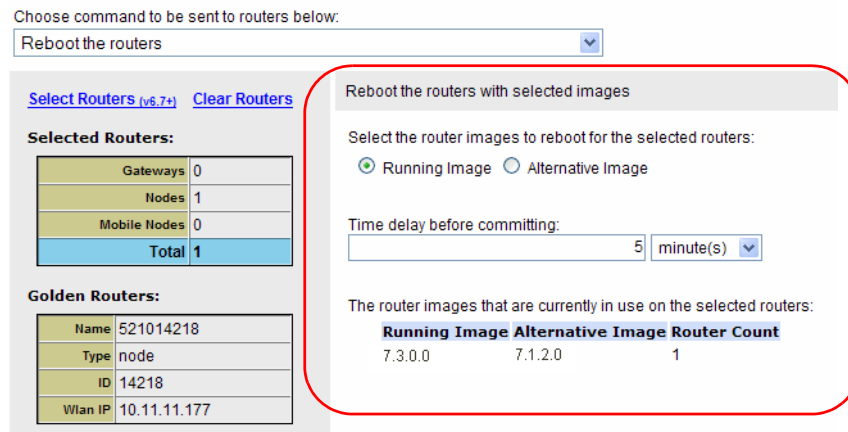 Choose command to be sent to routers below:
Reboot the routers
Select Routers (v6.7+) Clear Routers
Selected Routers:
Gateways 0
Nodes 1
Mobile Nodes 0
Total 1
Golden Routers:
Name 521014218
Type node
ID 14218
Wlan IP 10.11.11.177
Reboot the routers with selected images
Select the router images to reboot for the selected routers:
Running Image Alternative Image
Time delay before committing:
5 minute(s)
The router images that are currently in use on the selected routers:
Running Image Alternative Image Router Count
7.3.0.0 7.1.2.0 1